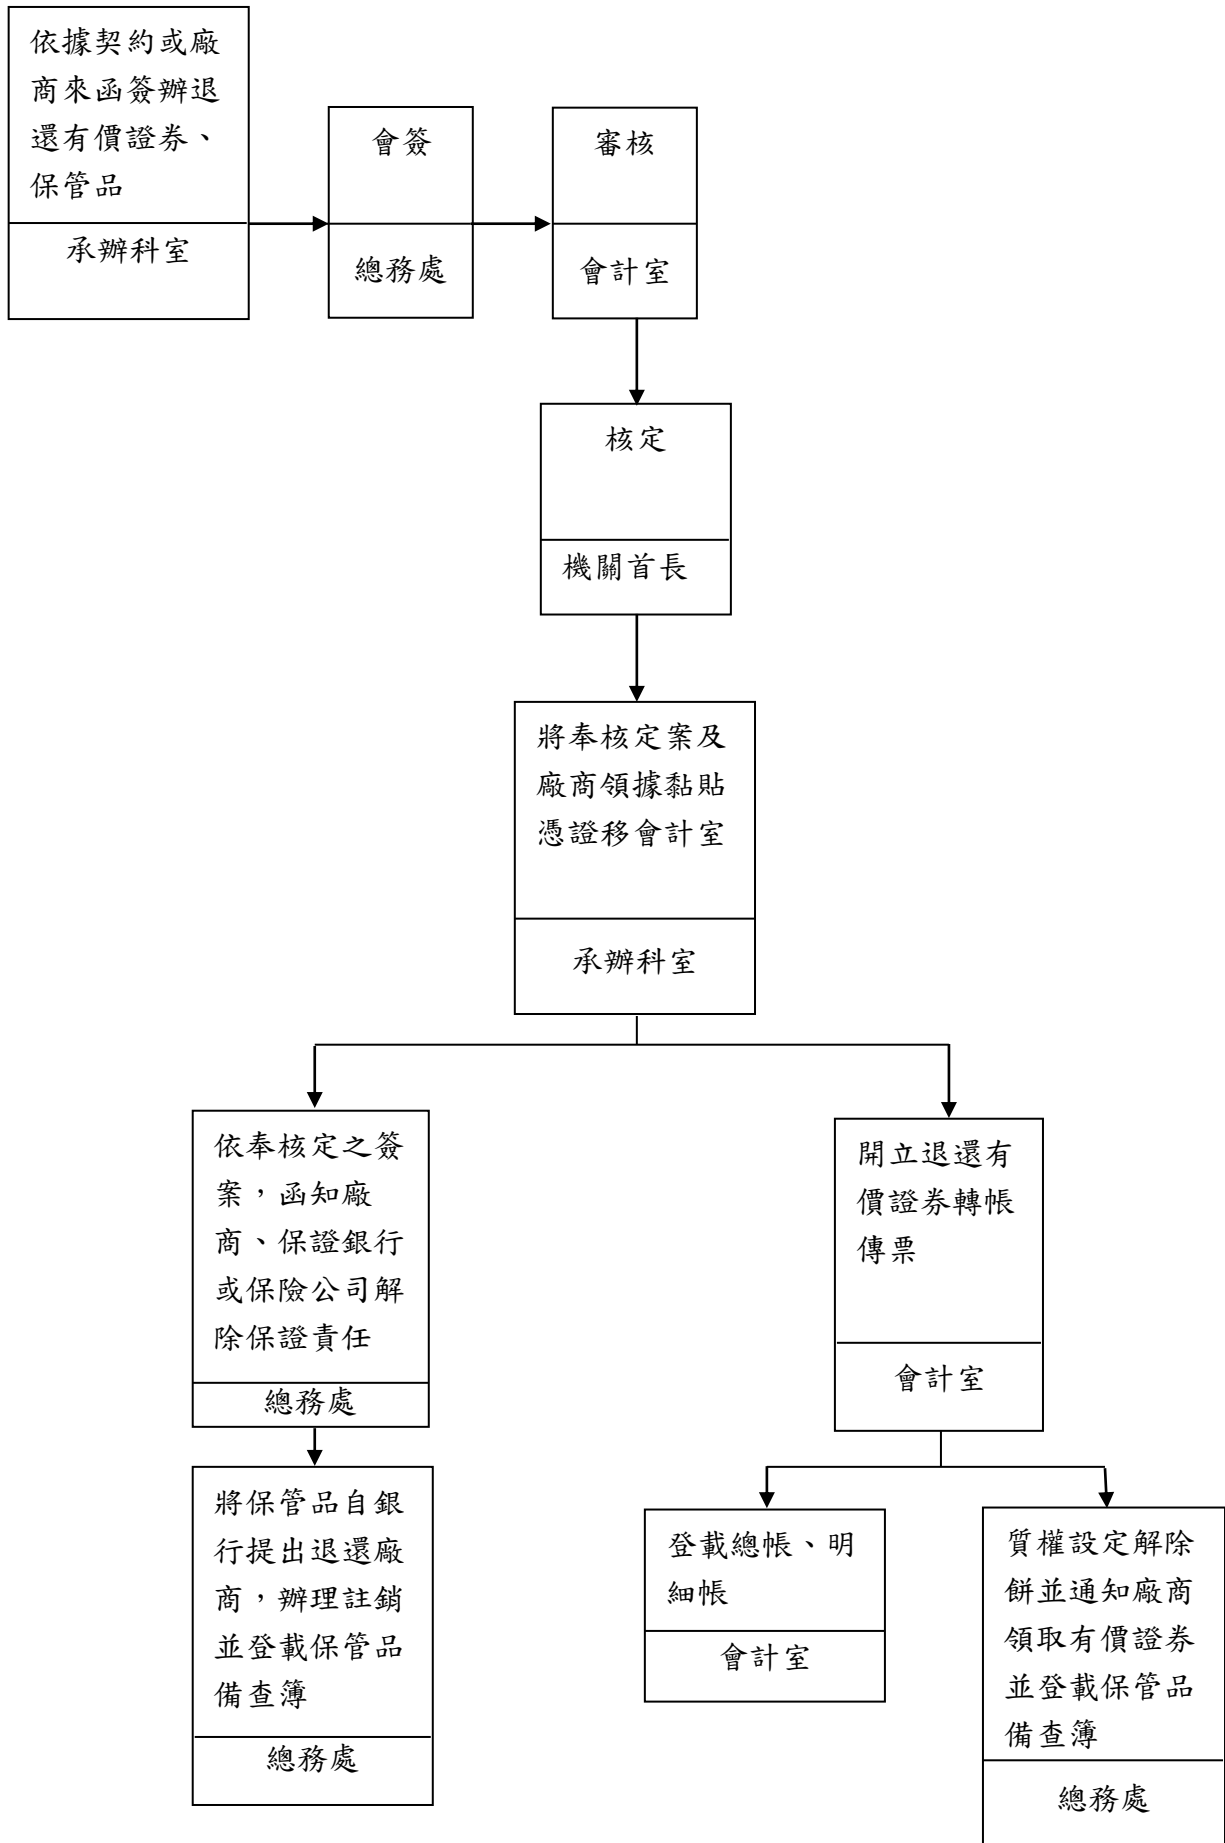 依據契約或廠
商來函簽辦退
還有價證券、
保管品
承辦科室
會簽
總務處
審核
會計室
核定
機關首長
將奉核定案及
廠商領據黏貼
憑證移會計室
承辦科室
依奉核定之簽
案，函知廠
商、保證銀行
或保險公司解
除保證責任
總務處
將保管品自銀
行提出退還廠
商，辦理註銷
並登載保管品
備查簿
總務處
開立退還有
價證券轉帳
傳票
會計室
登載總帳、明
細帳
會計室
質權設定解除
餅並通知廠商
領取有價證券
並登載保管品
備查簿
總務處